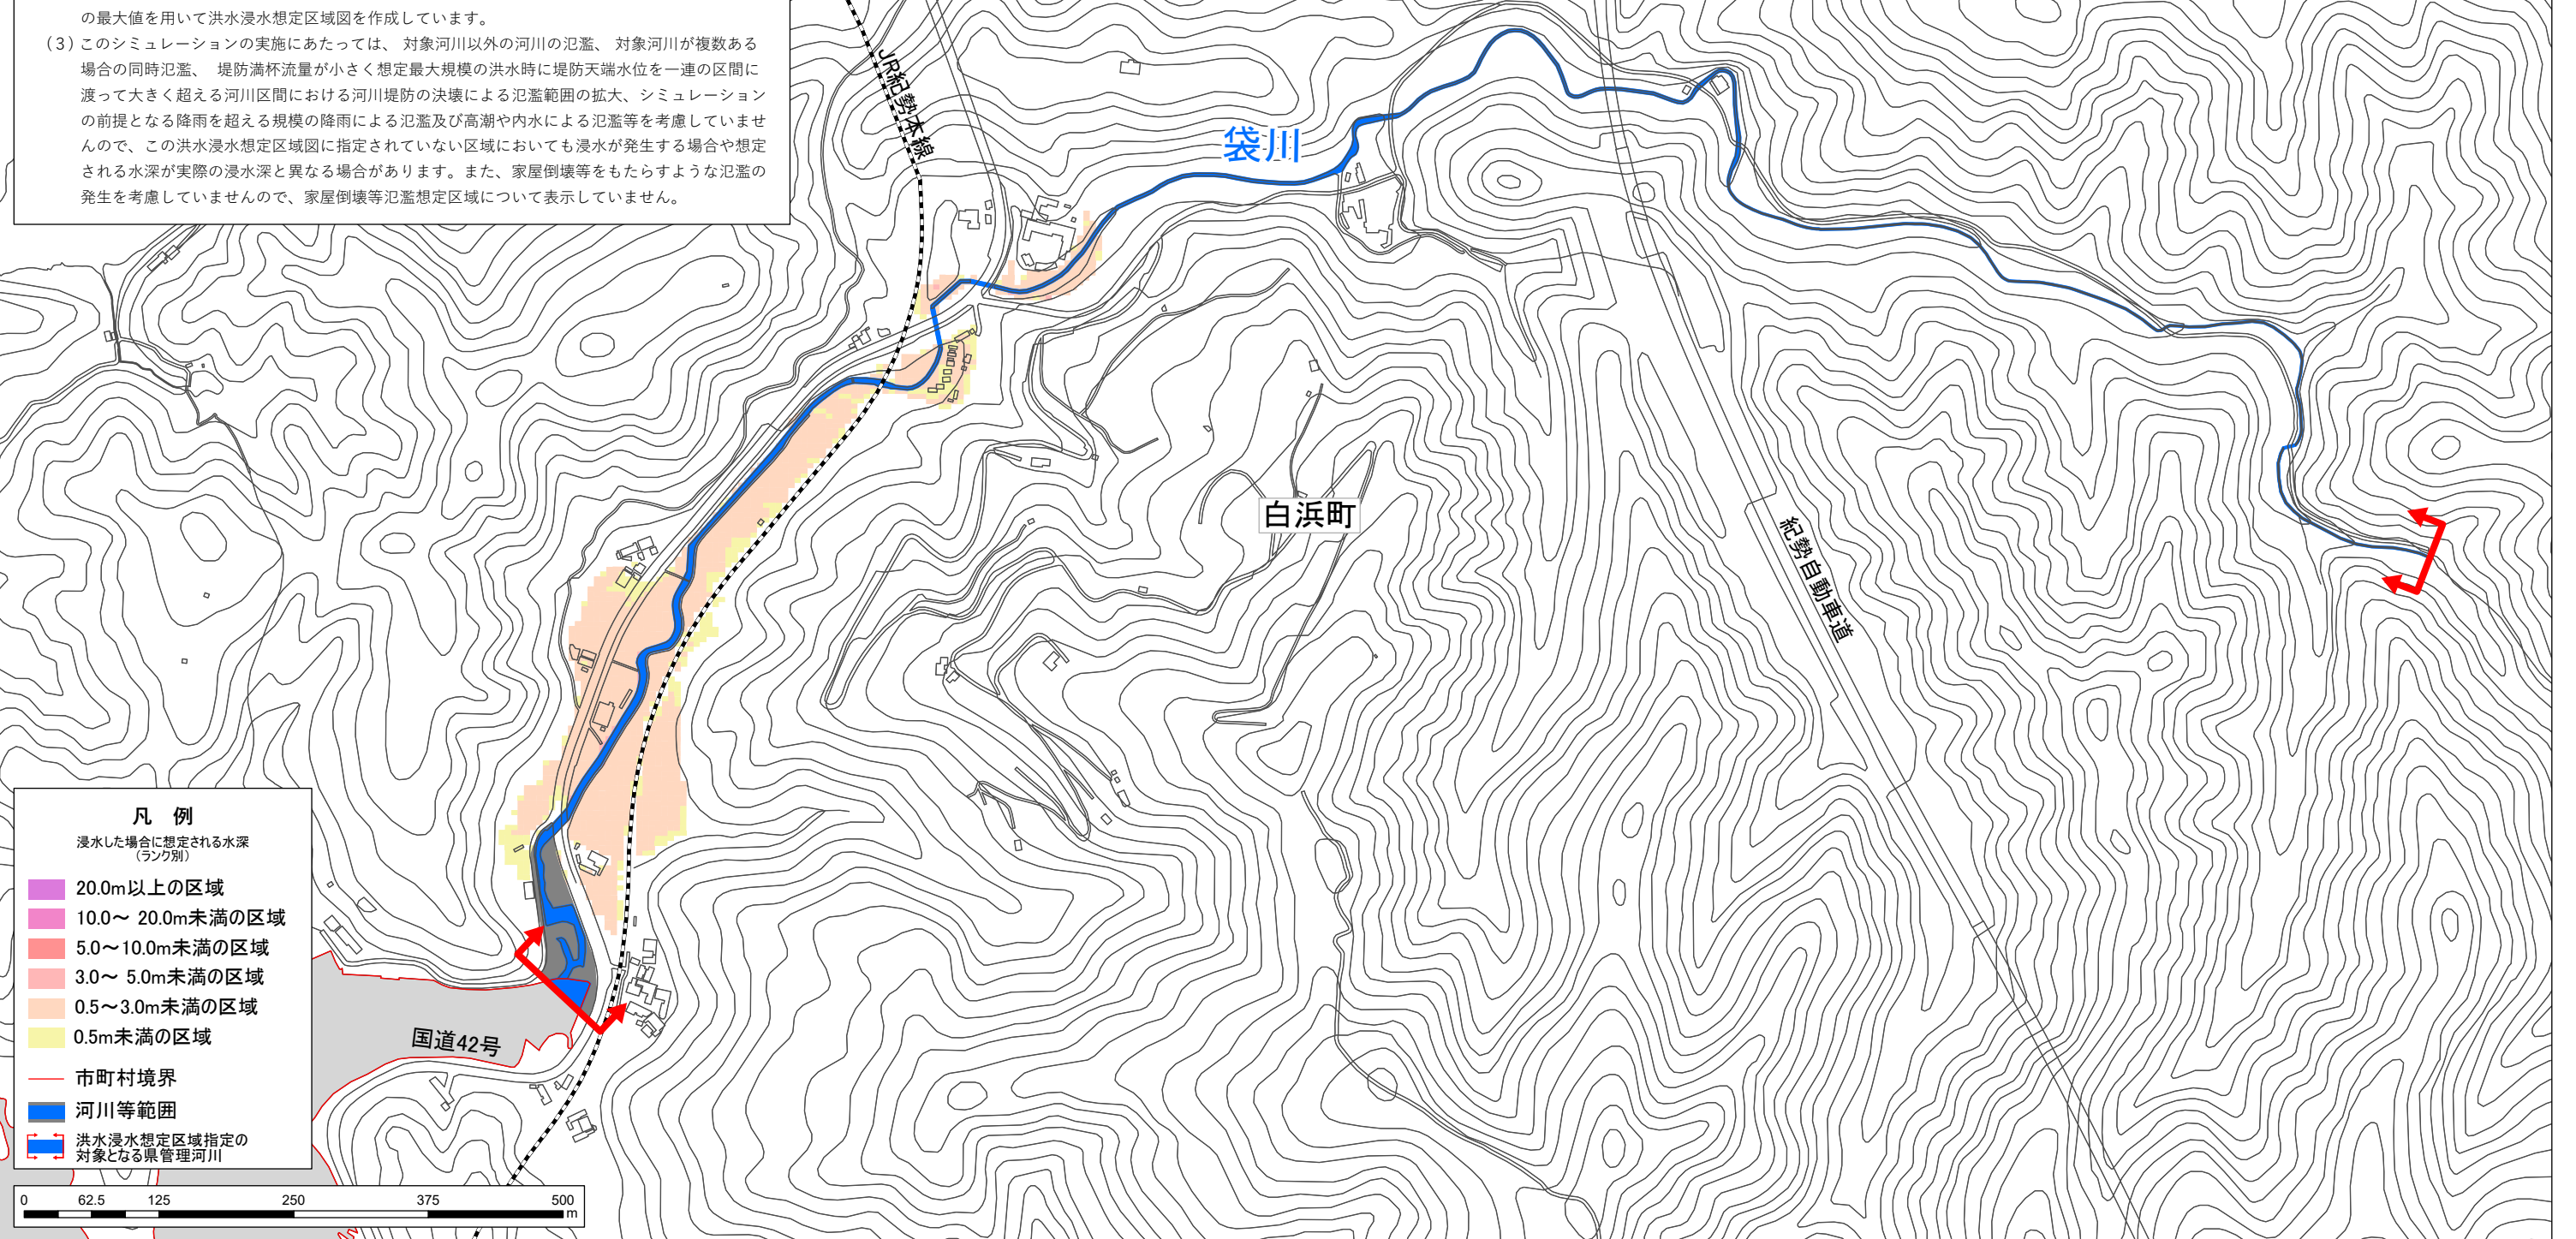 の最大値を用いて洪水浸水想定区域図を作成しています。
（3）このシミュレーションの実施にあたっては、 対象河川以外の河川の氾濫、 対象河川が複数ある
場合の同時氾濫、 堤防満杯流量が小さく想定最大規模の洪水時に堤防天端水位を一連の区間に
渡って大きく超える河川区間における河川堤防の決壊による氾濫範囲の拡大、シミュレーション
の前提となる降雨を超える規模の降雨による氾濫及び高潮や内水による氾濫等を考慮していませ
んので、この洪水浸水想定区域図に指定されていない区域においても浸水が発生する場合や想定
される水深が実際の浸水深と異なる場合があります。また、家屋倒壊等をもたらすような氾濫の
発生を考慮していませんので、家屋倒壊等氾濫想定区域について表示していません。
JR紀勢本線
袋川
白浜町
紀勢自動車道
国道42号
凡 例
浸水した場合に想定される水深
（ランク別）
20.0m以上の区域
10.0～ 20.0m未満の区域
5.0～10.0m未満の区域
3.0～ 5.0m未満の区域
0.5～3.0m未満の区域
0.5m未満の区域
市町村境界
河川等範囲
洪水浸水想定区域指定の
対象となる県管理河川
0 62.5 125 250 375 500
m